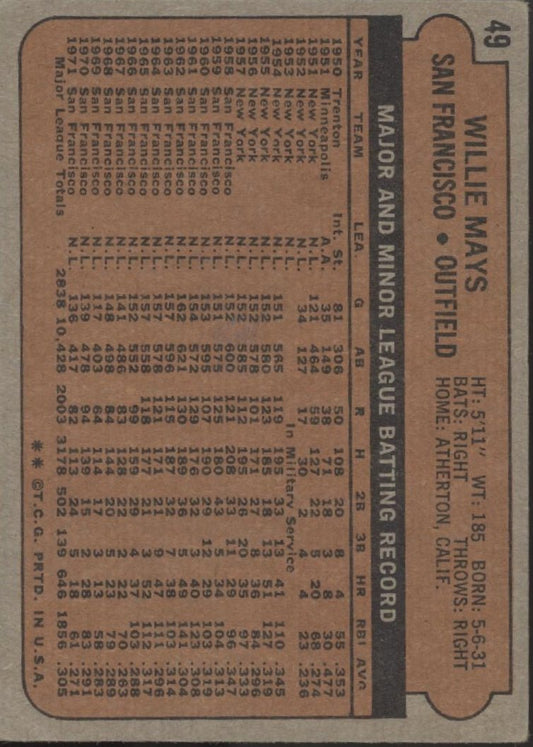 49
WILLIE MAYS
SAN FRANCISCO • OUTFIELD
HT: 5'11" WT: 185 BORN: 5-6-31
BATS: RIGHT THROWS: RIGHT
HOME: ATHERTON, CALIF.
MAJOR AND MINOR LEAGUE BATTING RECORD
YEAR TEAM LEA G AB R H 2B 3B HR RBI AVG.
1950 Trenton Int. St. 81 306 50 108 20 8 4 55 .353
1951 Minneapolis A.A. 35 149 38 71 18 3 8 30 .477
1951 New York N.L. 121 464 59 127 22 5 20 68 .274
1952 New York N.L. 34 127 17 30 2 4 4 23 .236
1953 New York N.L. In Military Service
1954 New York N.L. 151 565 119 195 33 13 41 110 .345
1955 New York N.L. 152 580 123 185 18 13 51 127 .319
1956 New York N.L. 152 578 101 171 27 8 36 84 .296
1957 New York N.L. 152 585 112 195 26 20 35 97 .333
1958 San Francisco N.L. 152 600 121 208 33 11 29 96 .347
1959 San Francisco N.L. 151 575 125 180 43 5 34 104 .313
1960 San Francisco N.L. 153 595 107 190 29 12 29 103 .319
1961 San Francisco N.L. 154 572 129 176 32 3 40 123 .308
1962 San Francisco N.L. 162 621 130 189 36 5 49 141 .304
1963 San Francisco N.L. 157 596 115 187 32 7 38 103 .314
1964 San Francisco N.L. 157 578 121 171 21 9 47 111 .296
1965 San Francisco N.L. 157 558 118 177 21 3 52 112 .317
1966 San Francisco N.L. 152 552 99 159 29 4 37 103 .288
1967 San Francisco N.L. 141 486 83 128 22 2 22 70 .263
1968 San Francisco N.L. 148 498 84 144 20 5 23 79 .289
1969 San Francisco N.L. 117 403 64 114 17 3 13 58 .283
1970 San Francisco N.L. 139 478 94 139 15 2 28 83 .291
1971 San Francisco N.L. 136 417 82 113 24 5 18 61 .271
Major League Totals 2838 10,428 2003 3178 502 139 646 1856 .305
** ©T.C.G. PRTD. IN U.S.A.